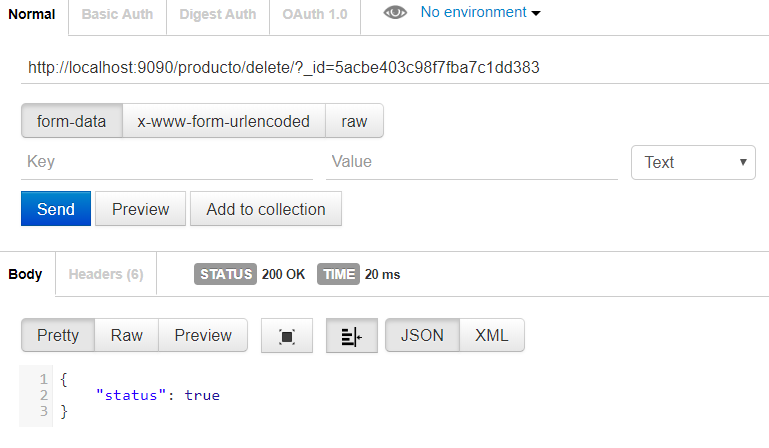 Normal Basic Auth Digest Auth OAuth 1.0 No environment
http://localhost:9090/producto/delete/?_id=5acbe403c98f7fba7c1dd383
form-data x-www-form-urlencoded raw
Key Value Text
Send Preview Add to collection
Body Headers (6) STATUS 200 OK TIME 20 ms
Pretty Raw Preview JSON XML
1 {
2 "status": true
3 }